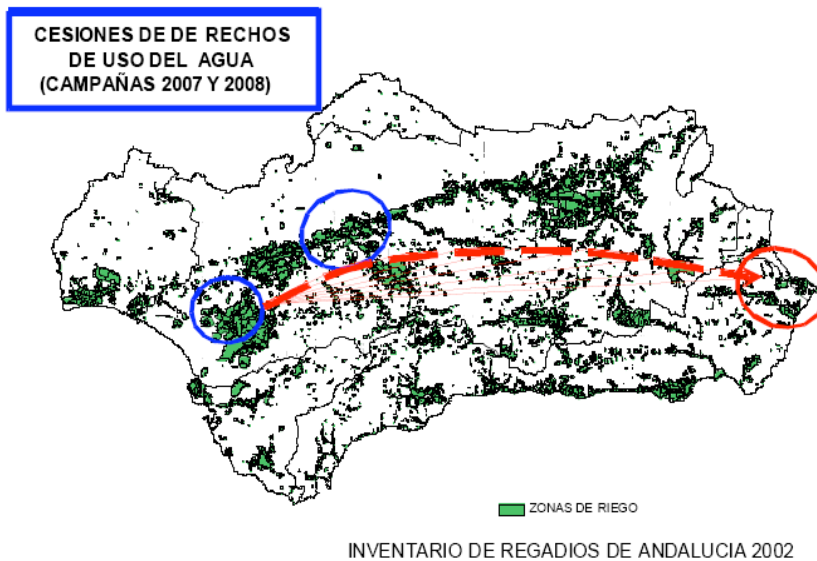 CESIONES DE DE RECHOS
DE USO DEL AGUA
(CAMPAÑAS 2007 Y 2008)
ZONAS DE RIEGO
INVENTARIO DE REGADIOS DE ANDALUCIA 2002